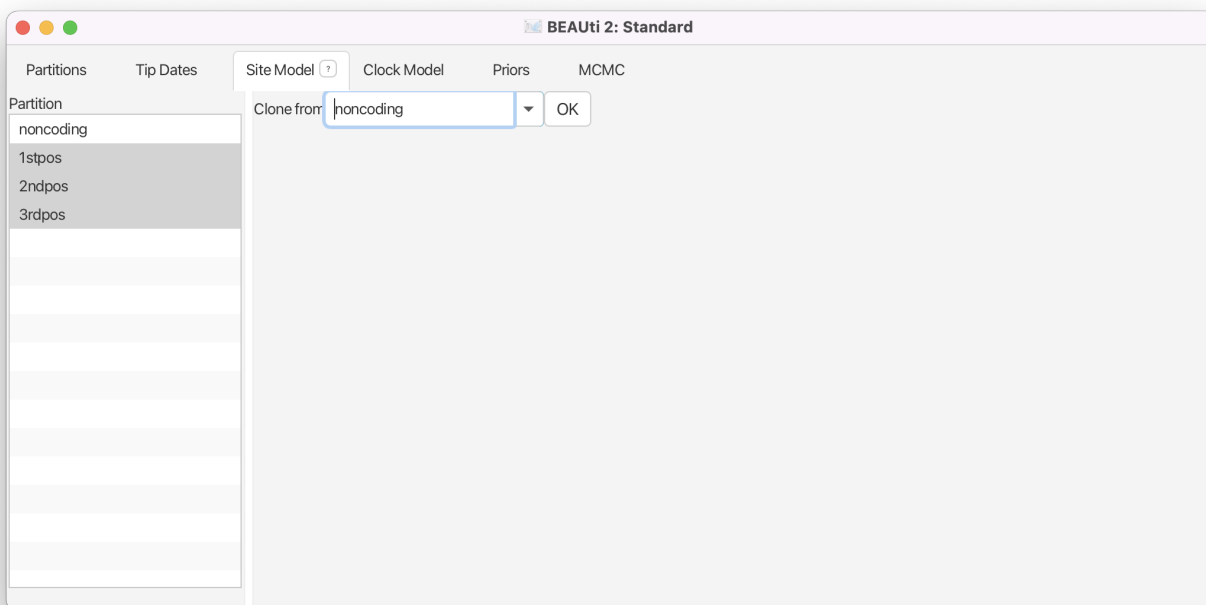 BEAUti 2: Standard
Partitions Tip Dates Site Model ? Clock Model Priors MCMC
Partition
Clone from noncoding OK
noncoding
1stpos
2ndpos
3rdpos